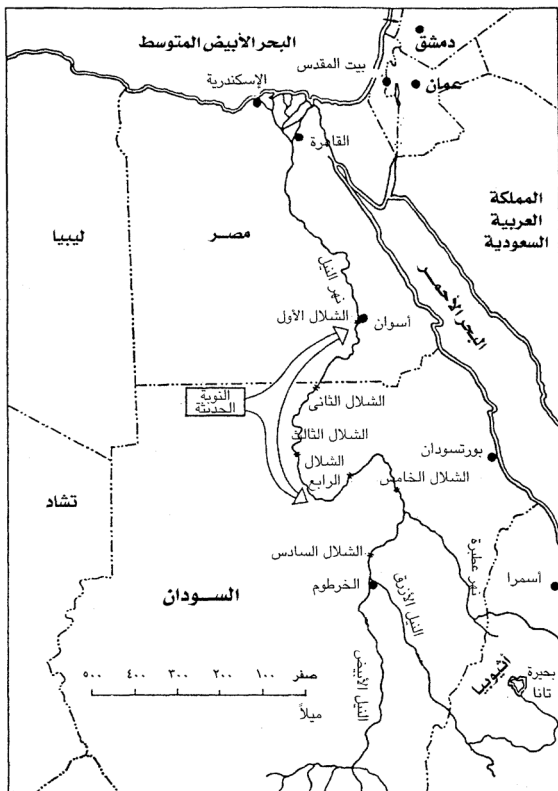 البحر الأبيض المتوسط
دمشق
بيت المقدس
عمان
الإسكندرية
القاهرة
المملكة
العربية
السعودية
ليبيا
مصر
نهر النيل
البحر الأحمر
الشلال الأول
أسوان
النوبة
الحديثة
الشلال الثانى
الشلال الثالث
الشلال
الرابع
بورتسودان
الشلال الخامس
تشاد
الشلال السادس
نهر عطبرة
أسمرا
الخرطوم
السودان
النيل الأزرق
أثيوبيا
بحيرة
تانا
النيل الأبيض
٥٠٠ ٤٠٠ ٣٠٠ ٢٠٠ ١٠٠ صفر
ميلاً